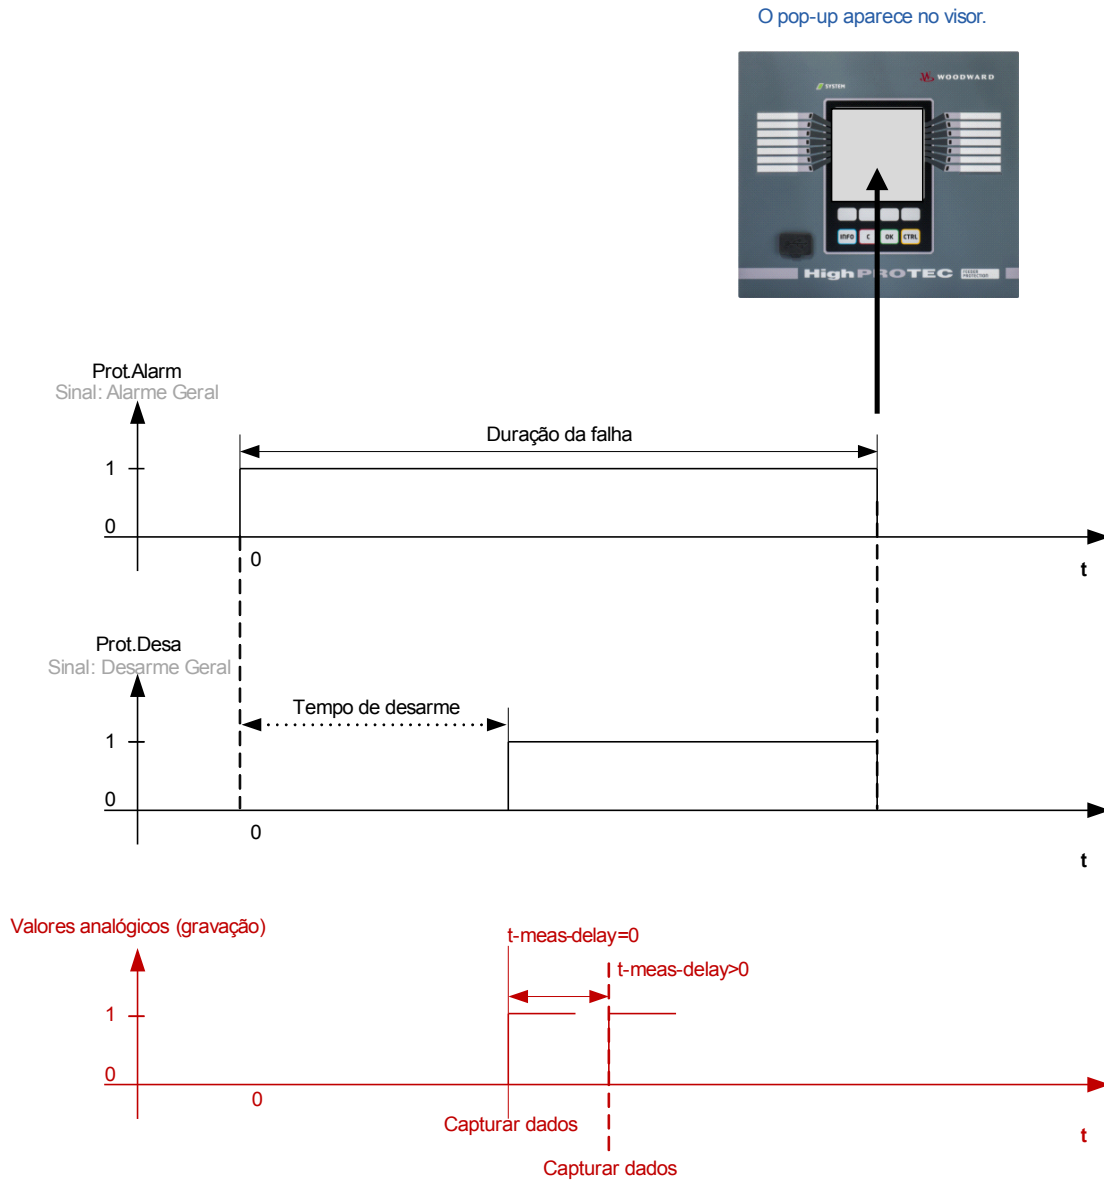 O pop-up aparece no visor.
WOODWARD
SYSTEM
INFO C OK CTRL
HighPROTEC
FEEDER
PROTECTION
Prot.Alarm
Sinal: Alarme Geral
Duração da falha
1
0
0
t
Prot.Desa
Sinal: Desarme Geral
Tempo de desarme
1
0
0
t
Valores analógicos (gravação)
t-meas-delay=0
t-meas-delay>0
1
0
0
Capturar dados
t
Capturar dados